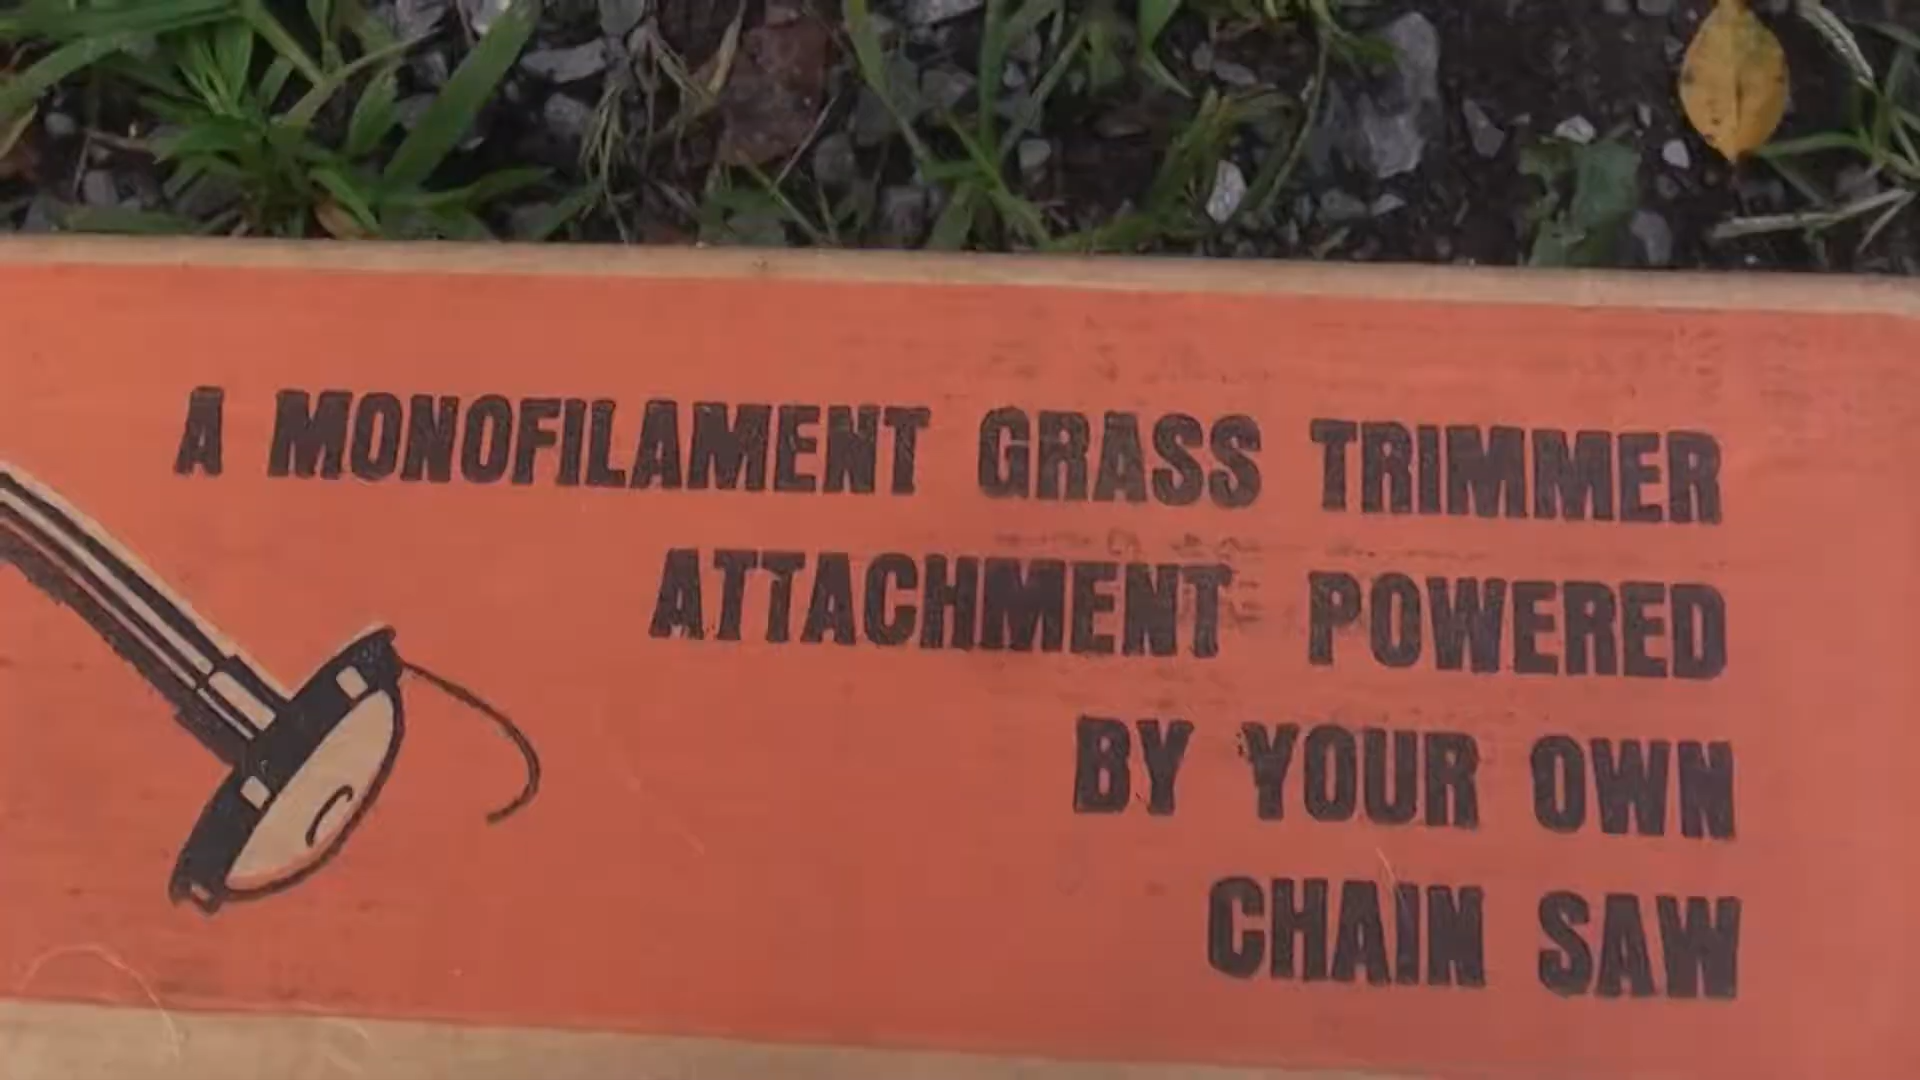 A MONOFILAMENT GRASS TRIMMER
ATTACHMENT POWERED
BY YOUR OWN
CHAIN SAW